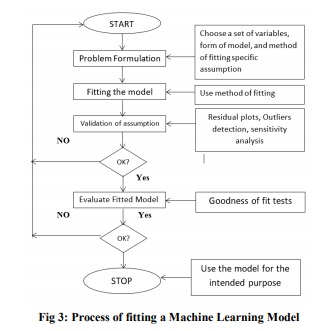 START
Choose a set of variables,
form of model, and method
of fitting specific
assumption
Problem Formulation
Fitting the model
Use method of fitting
Validation of assumption
Residual plots, Outliers
detection, sensitivity
analysis
NO
OK?
Yes
Evaluate Fitted Model
Goodness of fit tests
NO
Yes
OK?
STOP
Use the model for the
intended purpose
Fig 3: Process of fitting a Machine Learning Model